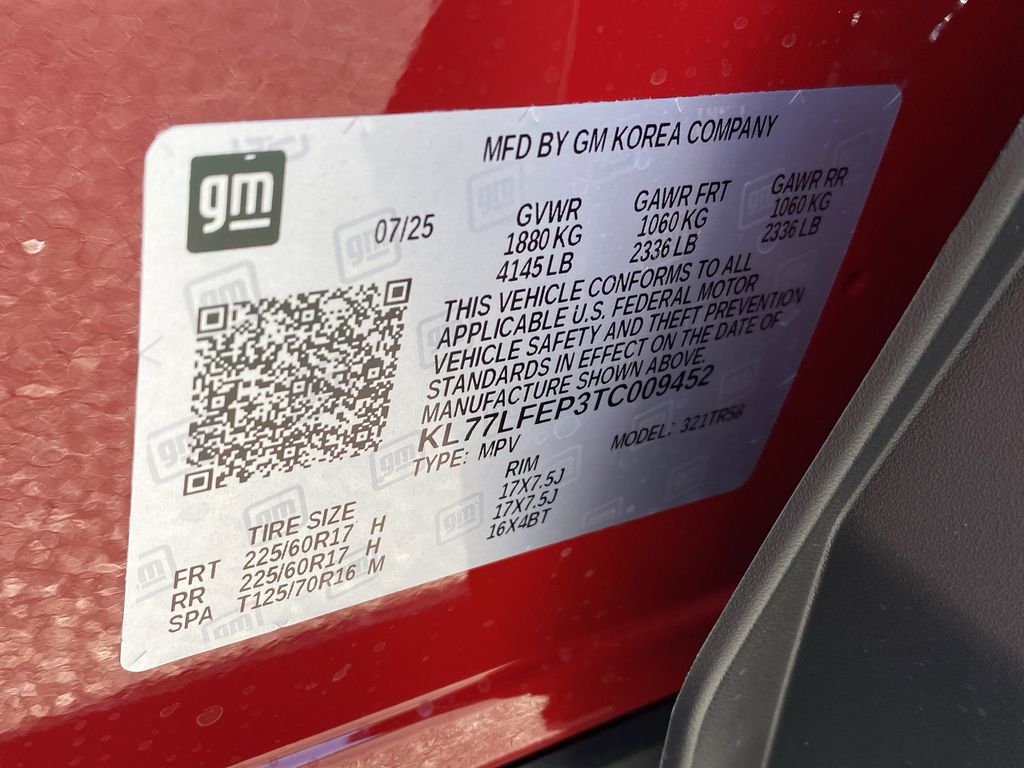 gm
MFD BY GM KOREA COMPANY
07/25
GVWR GAWR FRT GAWR RR
1880 KG 1060 KG 1060 KG
4145 LB 2336 LB 2336 LB
THIS VEHICLE CONFORMS TO ALL
APPLICABLE U.S. FEDERAL MOTOR
VEHICLE SAFETY AND THEFT PREVENTION
STANDARDS IN EFFECT ON THE DATE OF
MANUFACTURE SHOWN ABOVE.
KL77LFEP3TC009452
TYPE: MPV MODEL: 321TR58
TIRE SIZE RIM
FRT 225/60R17 H 17X7.5J
RR 225/60R17 H 17X7.5J
SPA T125/70R16 M 16X4BT